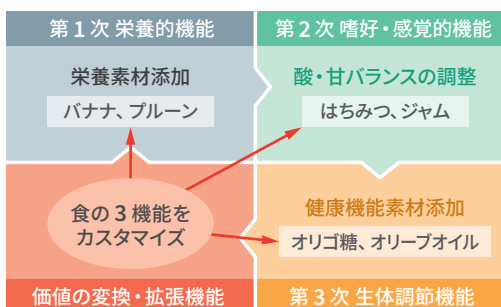 第1次 栄養的機能
栄養素材添加
バナナ、プルーン
第2次 嗜好・感覚的機能
酸・甘バランスの調整
はちみつ、ジャム
食の3機能を
カスタマイズ
価値の変換・拡張機能
健康機能素材添加
オリゴ糖、オリーブオイル
第3次 生体調節機能